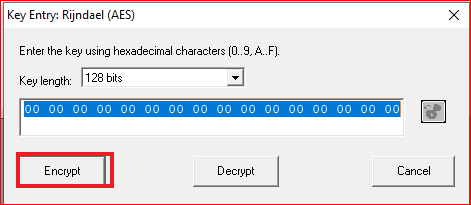 Key Entry: Rijndael (AES)
Enter the key using hexadecimal characters (0..9, A..F).
Key length: 128 bits
00 00 00 00 00 00 00 00 00 00 00 00 00 00 00 00
Encrypt Decrypt Cancel